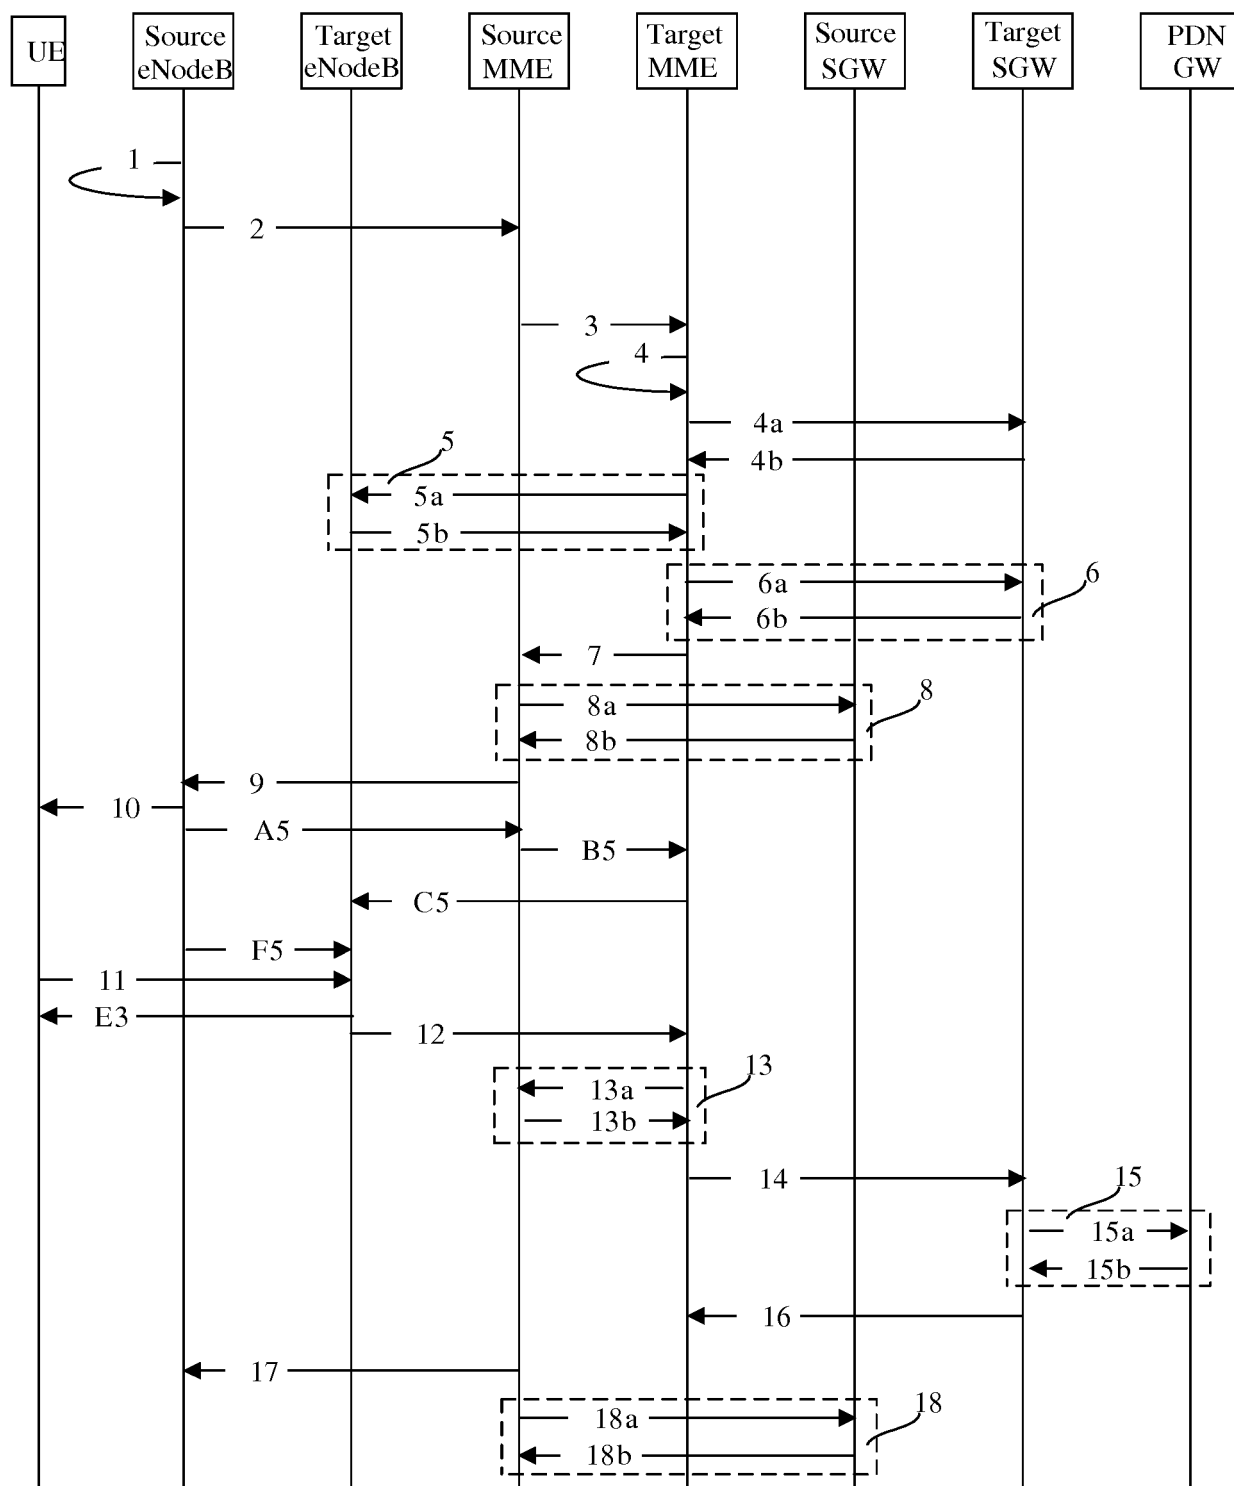 UE
Source
eNodeB
Target
eNodeB
Source
MME
Target
MME
Source
SGW
Target
SGW
PDN
GW
1
2
3
4
4a
4b
5
5a
5b
6
6a
6b
7
8
8a
8b
9
10
A5
B5
C5
F5
11
E3
12
13
13a
13b
14
15
15a
15b
16
17
18
18a
18b